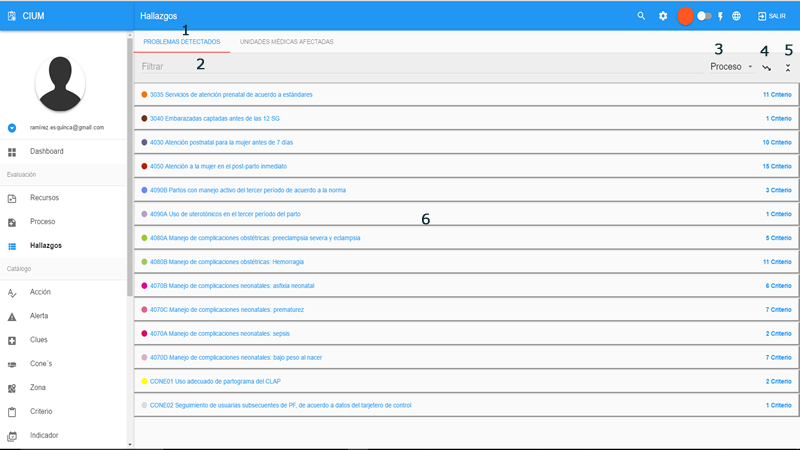 CIUM
Hallazgos
SALIR
1
PROBLEMAS DETECTADOS
UNIDADES MÉDICAS AFECTADAS
2
Filtrar
3
4
5
Proceso
ramirez.esquinca@gmail.com
Dashboard
Evaluación
Recursos
Proceso
Hallazgos
Catálogo
Acción
Alerta
Clues
Cone´s
Zona
Criterio
Indicador
3035 Servicios de atención prenatal de acuerdo a estándares 11 Criterio
3040 Embarazadas captadas antes de las 12 SG 1 Criterio
4030 Atención postnatal para la mujer antes de 7 días 10 Criterio
4050 Atención a la mujer en el post-parto inmediato 15 Criterio
4090B Partos con manejo activo del tercer período de acuerdo a la norma 3 Criterio
4090A Uso de uterotónicos en el tercer período del parto 1 Criterio
6
4080A Manejo de complicaciones obstétricas: preeclampsia severa y eclampsia 5 Criterio
4080B Manejo de complicaciones obstétricas: Hemorragia 11 Criterio
4070B Manejo de complicaciones neonatales: asfixia neonatal 6 Criterio
4070C Manejo de complicaciones neonatales: prematurez 7 Criterio
4070A Manejo de complicaciones neonatales: sepsis 2 Criterio
4070D Manejo de complicaciones neonatales: bajo peso al nacer 7 Criterio
CONE01 Uso adecuado de partograma del CLAP 2 Criterio
CONE02 Seguimiento de usuarias subsecuentes de PF, de acuerdo a datos del tarjetero de control 1 Criterio